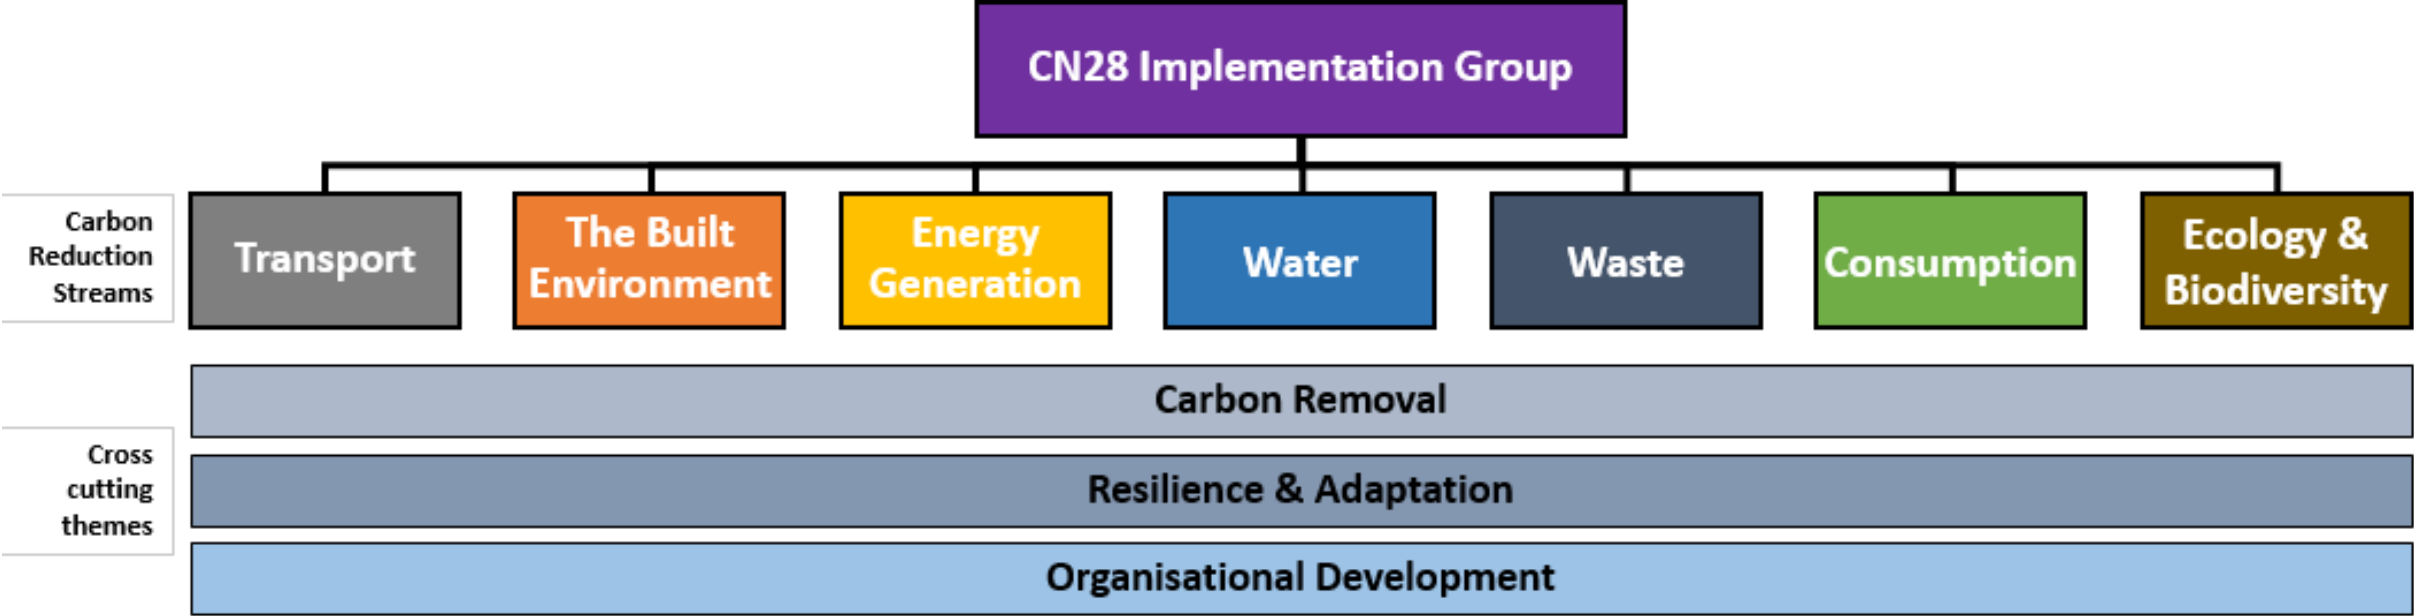 CN28 Implementation Group
Carbon
Reduction
Streams
Transport
The Built
Environment
Energy
Generation
Water
Waste
Consumption
Ecology &
Biodiversity
Cross
cutting
themes
Carbon Removal
Resilience & Adaptation
Organisational Development